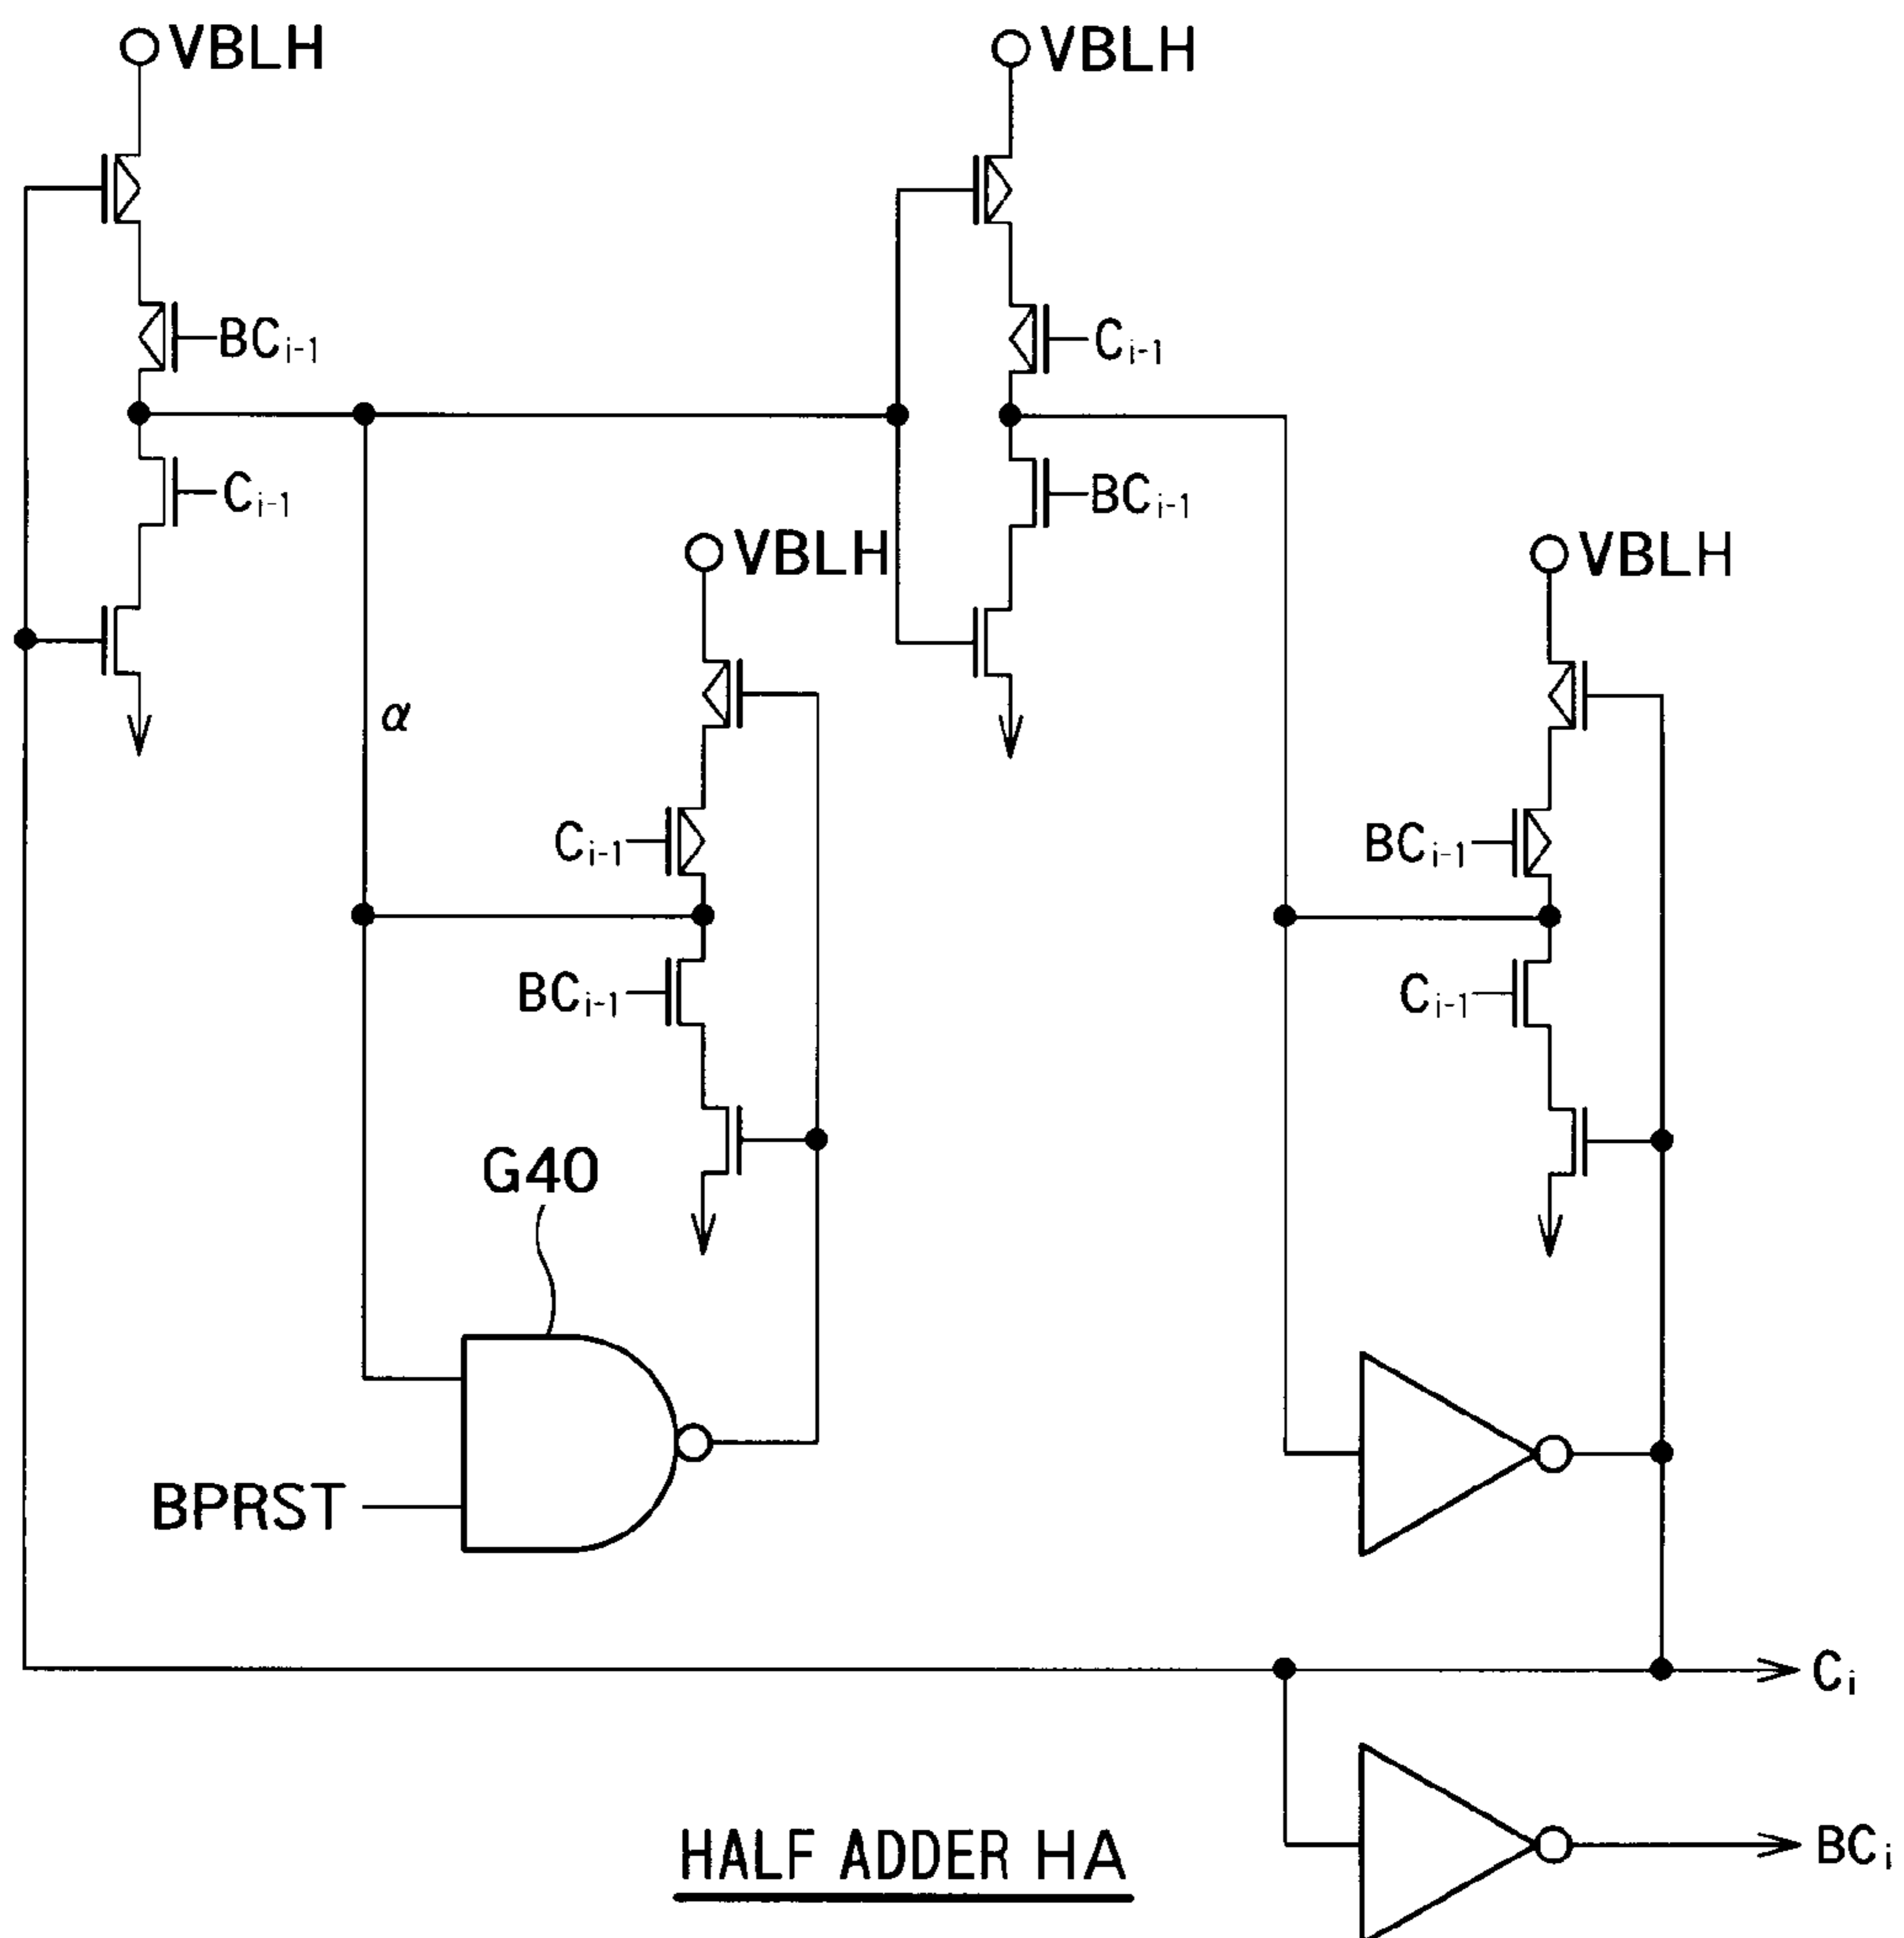 VBLH
VBLH
BCi-1
Ci-1
Ci-1
BCi-1
VBLH
VBLH
α
Ci-1
BCi-1
BCi-1
Ci-1
G40
BPRST
Ci
HALF ADDER HA
BCi